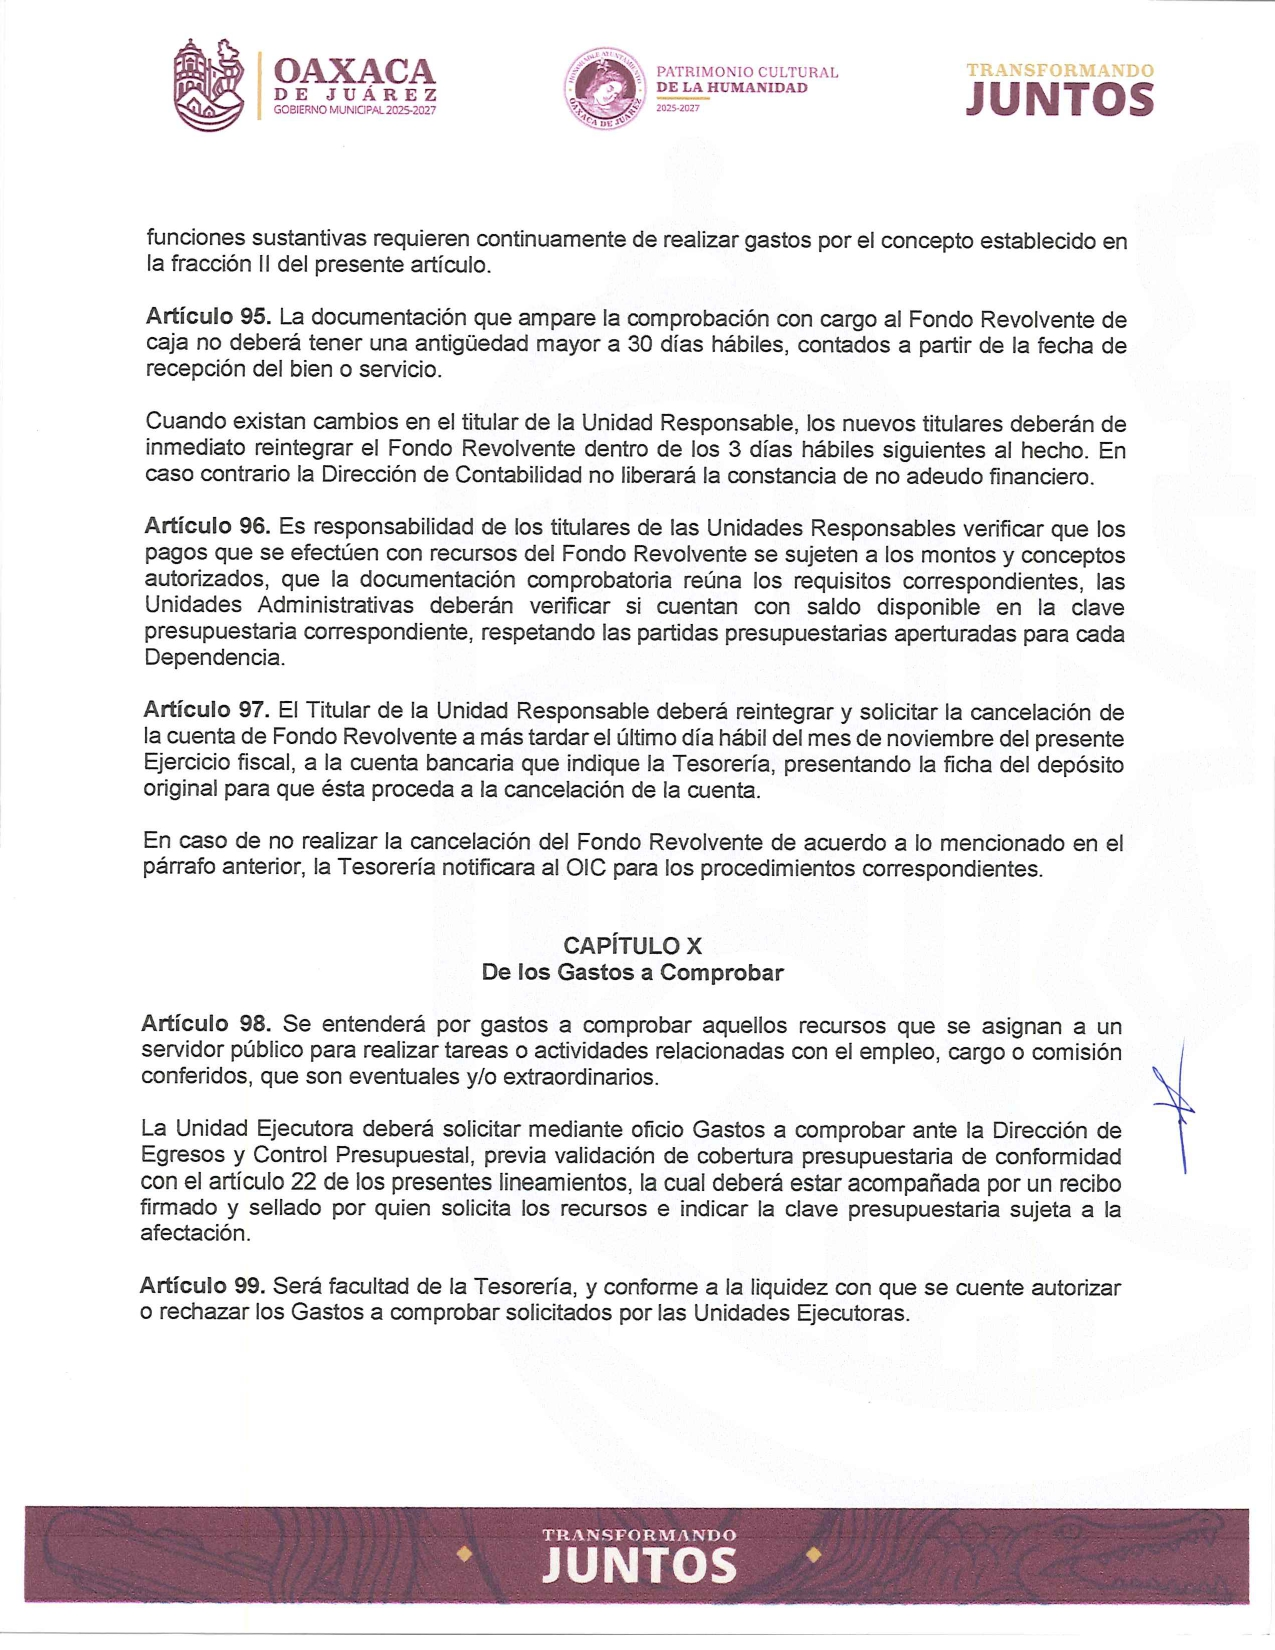 OAXACA
DE JUÁREZ
GOBIERNO MUNICIPAL 2025-2027
PATRIMONIO CULTURAL
DE LA HUMANIDAD
2025-2027
TRANSFORMANDO
JUNTOS
funciones sustantivas requieren continuamente de realizar gastos por el concepto establecido en
la fracción II del presente artículo.
Artículo 95. La documentación que ampare la comprobación con cargo al Fondo Revolvente de
caja no deberá tener una antigüedad mayor a 30 días hábiles, contados a partir de la fecha de
recepción del bien o servicio.
Cuando existan cambios en el titular de la Unidad Responsable, los nuevos titulares deberán de
inmediato reintegrar el Fondo Revolvente dentro de los 3 días hábiles siguientes al hecho. En
caso contrario la Dirección de Contabilidad no liberará la constancia de no adeudo financiero.
Artículo 96. Es responsabilidad de los titulares de las Unidades Responsables verificar que los
pagos que se efectúen con recursos del Fondo Revolvente se sujeten a los montos y conceptos
autorizados, que la documentación comprobatoria reúna los requisitos correspondientes, las
Unidades Administrativas deberán verificar si cuentan con saldo disponible en la clave
presupuestaria correspondiente, respetando las partidas presupuestarias aperturadas para cada
Dependencia.
Artículo 97. El Titular de la Unidad Responsable deberá reintegrar y solicitar la cancelación de
la cuenta de Fondo Revolvente a más tardar el último día hábil del mes de noviembre del presente
Ejercicio fiscal, a la cuenta bancaria que indique la Tesorería, presentando la ficha del depósito
original para que ésta proceda a la cancelación de la cuenta.
En caso de no realizar la cancelación del Fondo Revolvente de acuerdo a lo mencionado en el
párrafo anterior, la Tesorería notificara al OIC para los procedimientos correspondientes.
CAPÍTULO X
De los Gastos a Comprobar
Artículo 98. Se entenderá por gastos a comprobar aquellos recursos que se asignan a un
servidor público para realizar tareas o actividades relacionadas con el empleo, cargo o comisión
conferidos, que son eventuales y/o extraordinarios.
La Unidad Ejecutora deberá solicitar mediante oficio Gastos a comprobar ante la Dirección de
Egresos y Control Presupuestal, previa validación de cobertura presupuestaria de conformidad
con el artículo 22 de los presentes lineamientos, la cual deberá estar acompañada por un recibo
firmado y sellado por quien solicita los recursos e indicar la clave presupuestaria sujeta a la
afectación.
Artículo 99. Será facultad de la Tesorería, y conforme a la liquidez con que se cuente autorizar
o rechazar los Gastos a comprobar solicitados por las Unidades Ejecutoras.
TRANSFORMANDO
JUNTOS